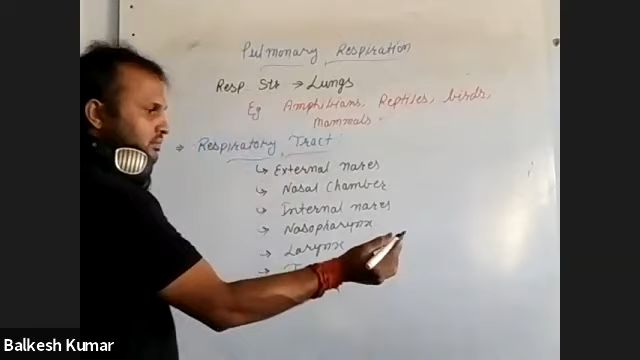 Pulmonary Respiration
Resp. Str → Lungs
Eg Amphibians, Reptiles, birds,
mammals.
⇒ Respiratory Tract
↳ External nares
↳ Nasal Chamber
↳ Internal nares
↳ Nasopharynx
↳ Larynx
Balkesh Kumar